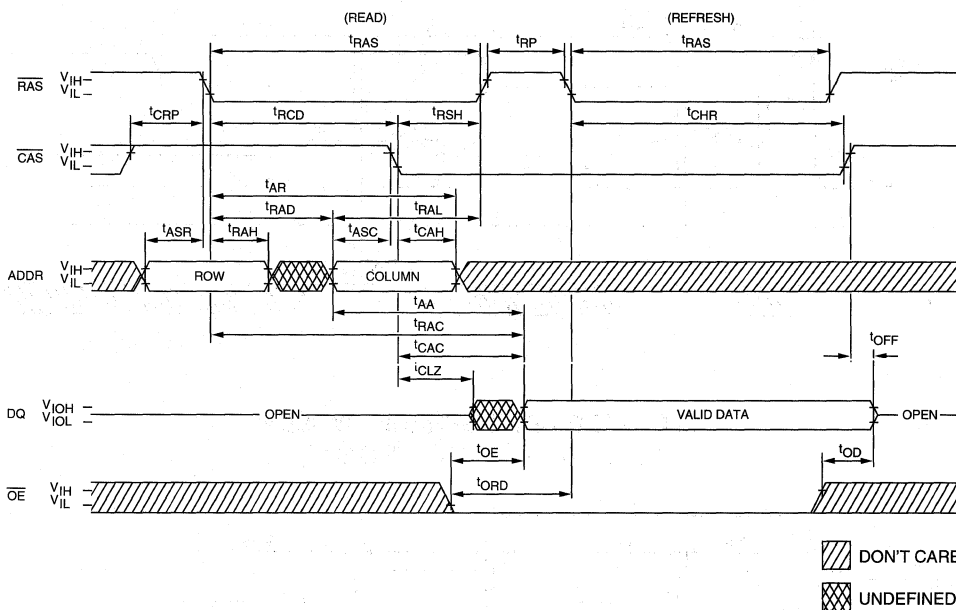 (READ) (REFRESH)
tRAS tRP tRAS
RAS VIH VIL
tCRP tRCD tRSH tCHR
CAS VIH VIL
tAR
tRAD tRAL
tASR tRAH tASC tCAH
ADDR VIH VIL ROW COLUMN
tAA
tRAC
tCAC tOFF
tCLZ
DQ VIOH VIOL OPEN VALID DATA OPEN
tOE tOD
tORD
OE VIH VIL
DON'T CARE
UNDEFINED